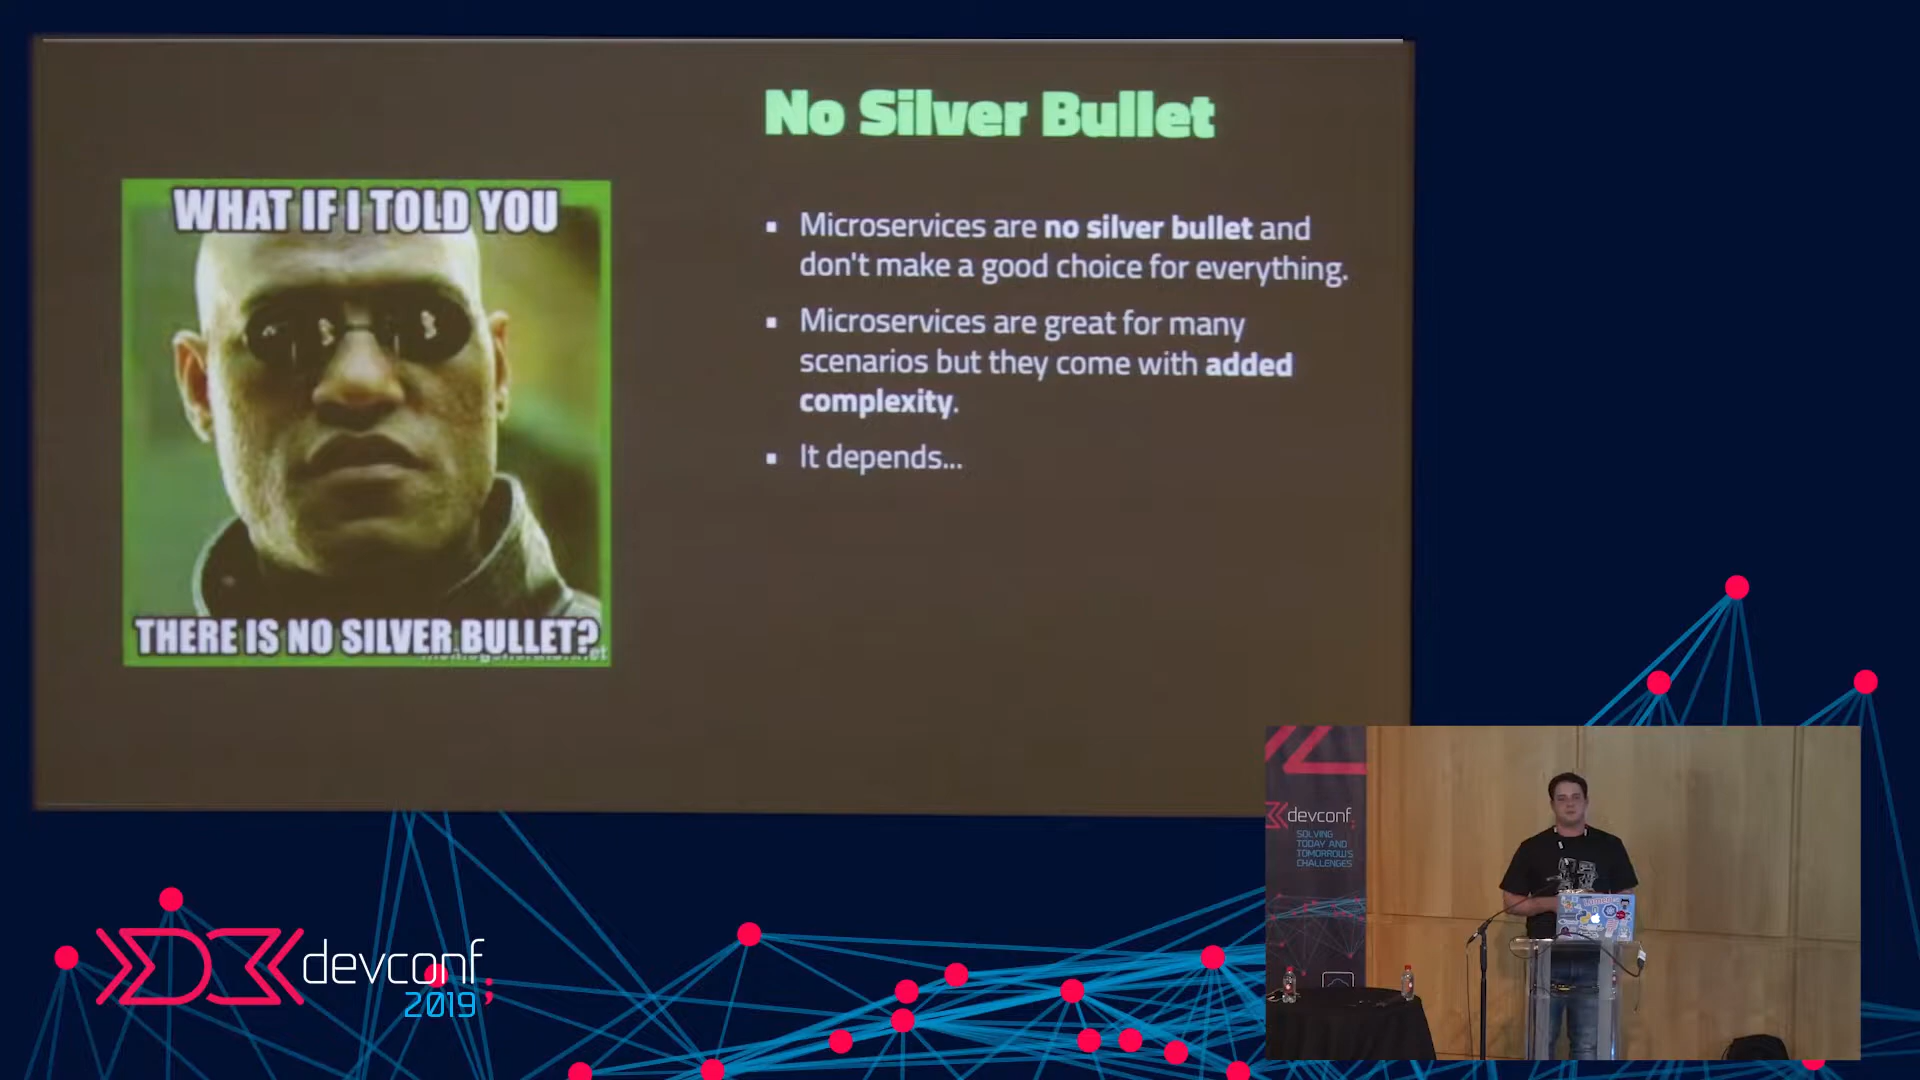 No Silver Bullet
WHAT IF I TOLD YOU
THERE IS NO SILVER BULLET?
▪ Microservices are no silver bullet and
don't make a good choice for everything.
▪ Microservices are great for many
scenarios but they come with added
complexity.
▪ It depends...
devconf;
SOLVING
TODAY AND
TOMORROW'S
CHALLENGES
devconf;
2019